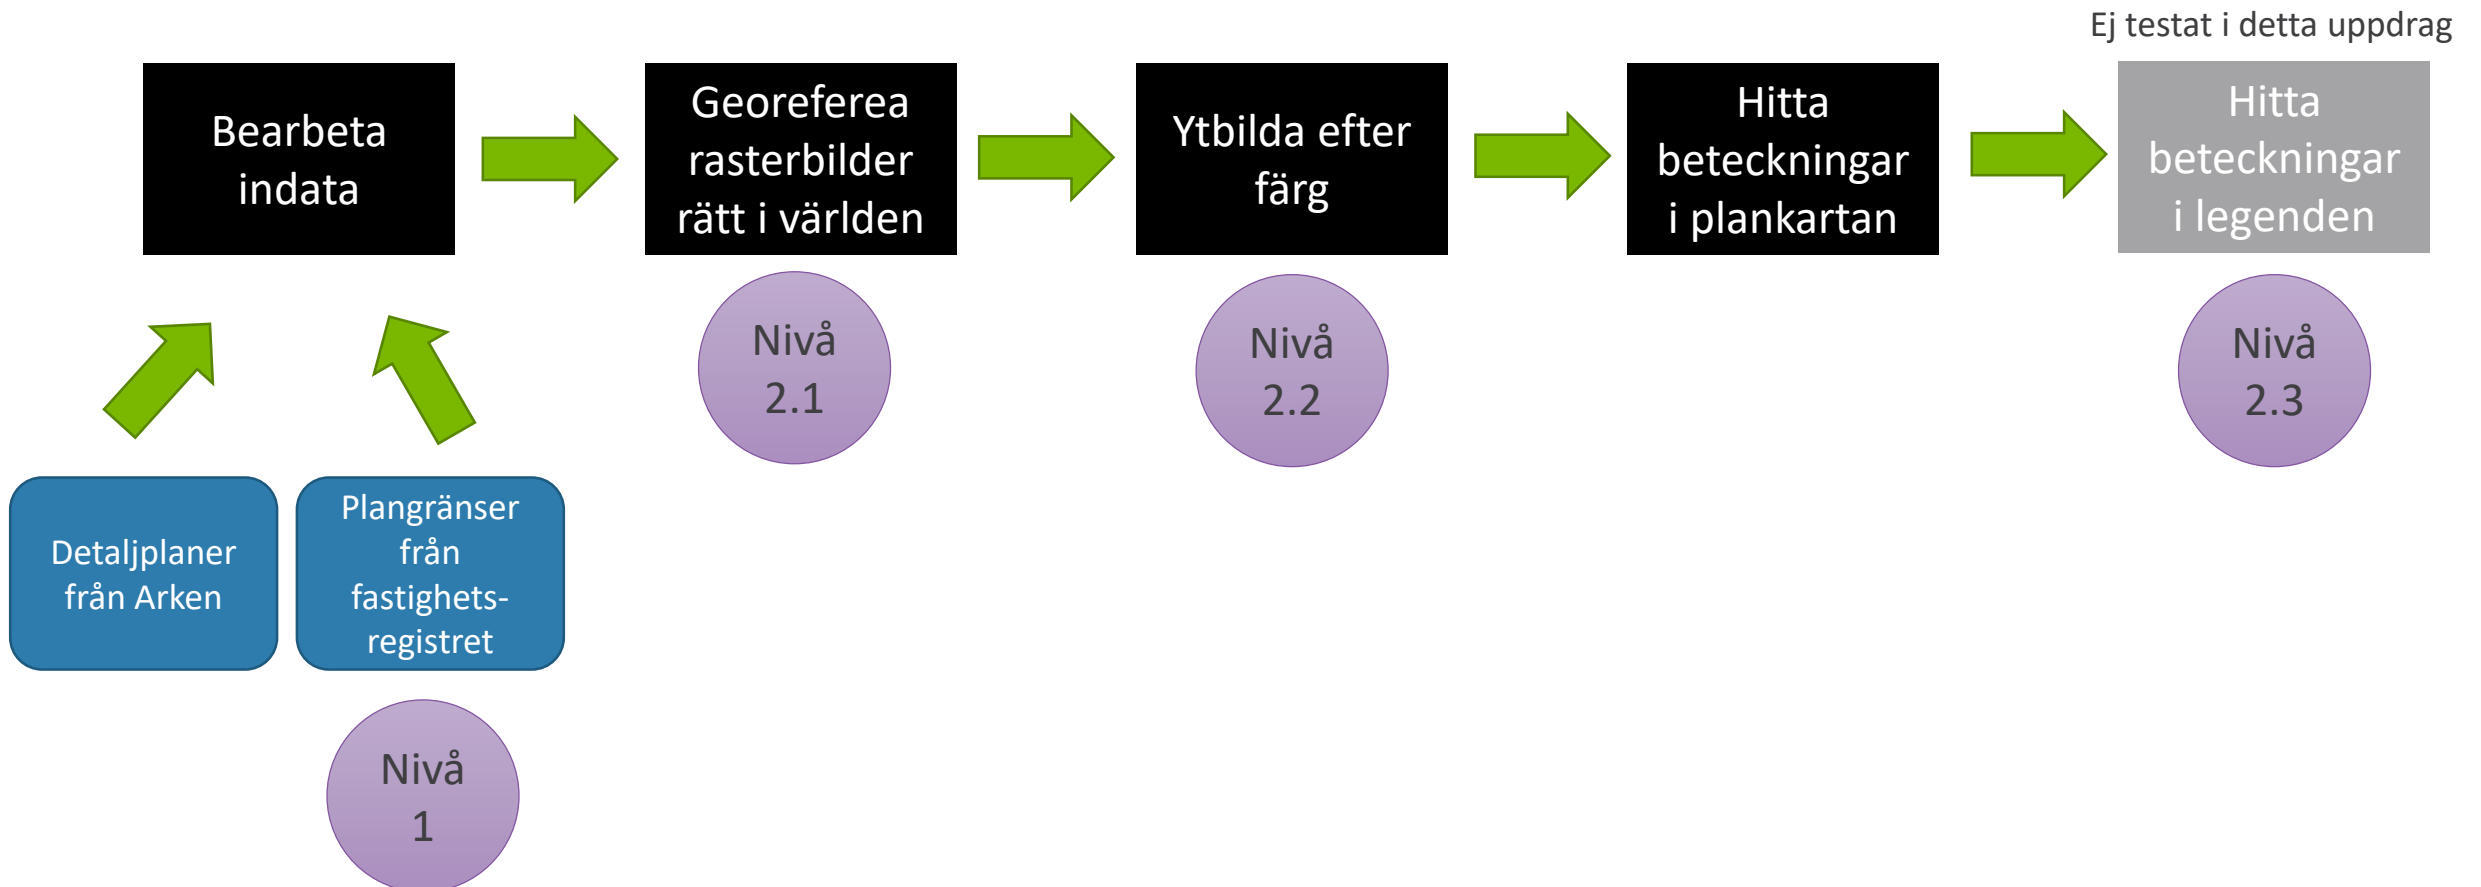 Ej testat i detta uppdrag
Bearbeta
indata
Georeferea
rasterbilder
rätt i världen
Ytbilda efter
färg
Hitta
beteckningar
i plankartan
Hitta
beteckningar
i legenden
Nivå
2.1
Nivå
2.2
Nivå
2.3
Detaljplaner
från Arken
Plangränser
från
fastighets-
registret
Nivå
1